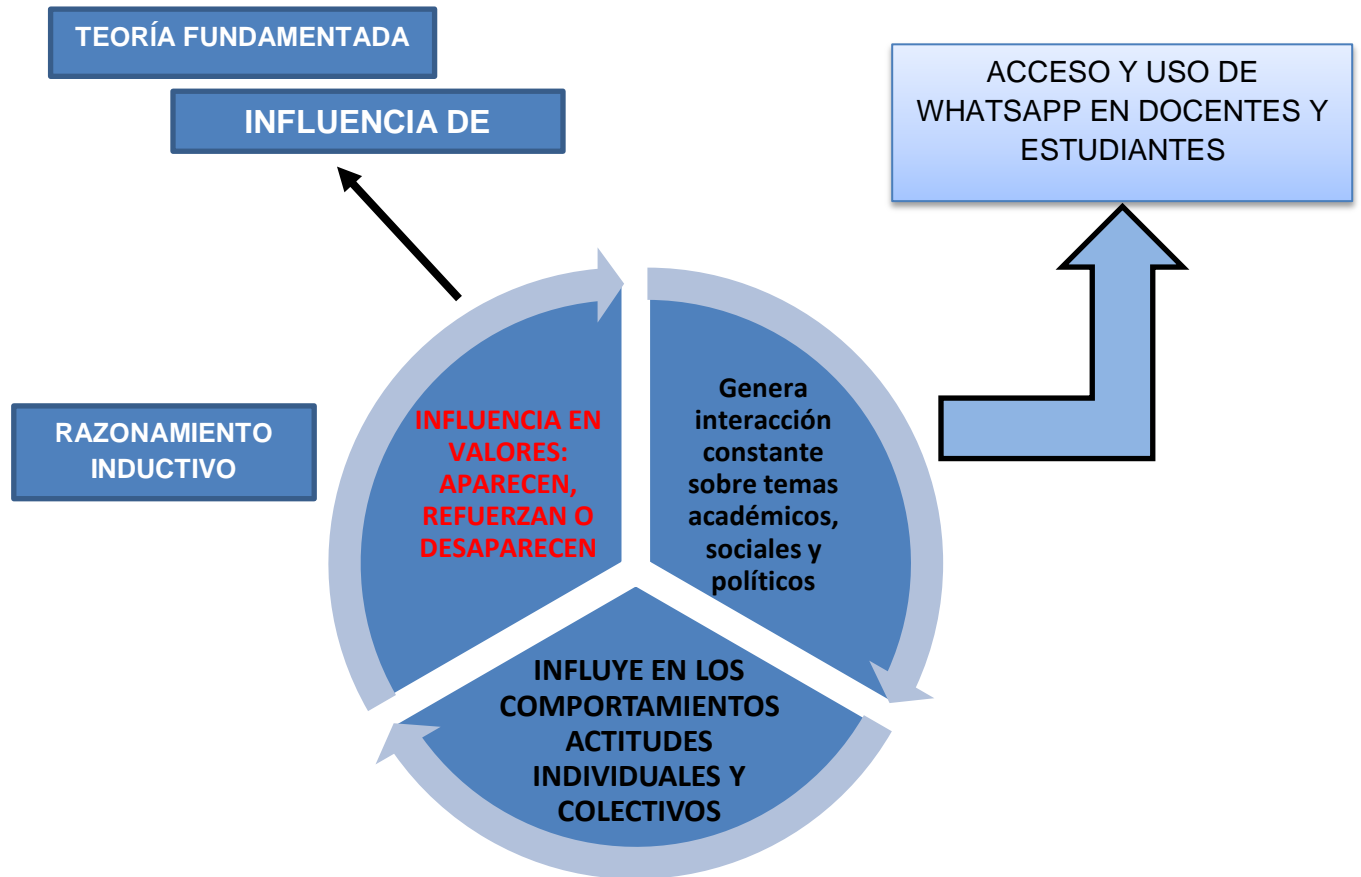 TEORÍA FUNDAMENTADA
INFLUENCIA DE
ACCESO Y USO DE
WHATSAPP EN DOCENTES Y
ESTUDIANTES
RAZONAMIENTO
INDUCTIVO
INFLUENCIA EN
VALORES:
APARECEN,
REFUERZAN O
DESAPARECEN
Genera
interacción
constante
sobre temas
académicos,
sociales y
políticos
INFLUYE EN LOS
COMPORTAMIENTOS
ACTITUDES
INDIVIDUALES Y
COLECTIVOS